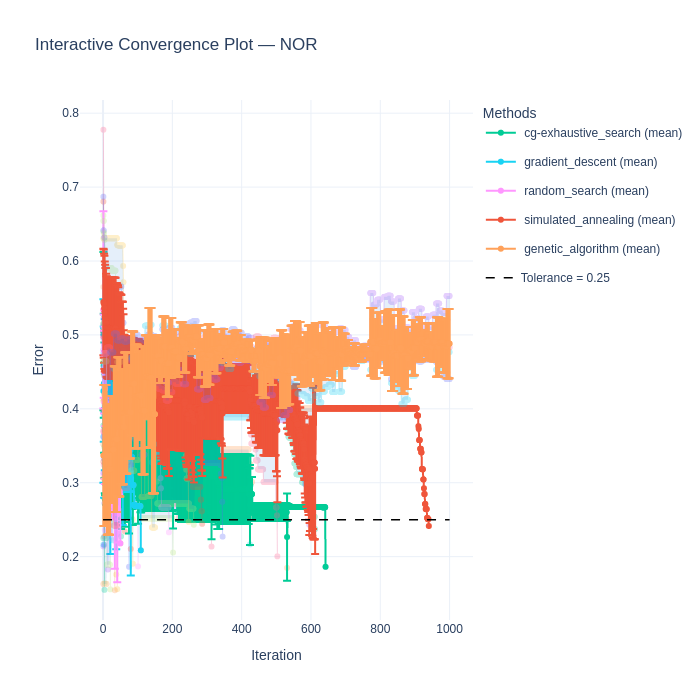 Interactive Convergence Plot — NOR
Methods
cg-exhaustive_search (mean)
gradient_descent (mean)
random_search (mean)
simulated_annealing (mean)
genetic_algorithm (mean)
Tolerance = 0.25
Error
0.8
0.7
0.6
0.5
0.4
0.3
0.2
0 200 400 600 800 1000
Iteration